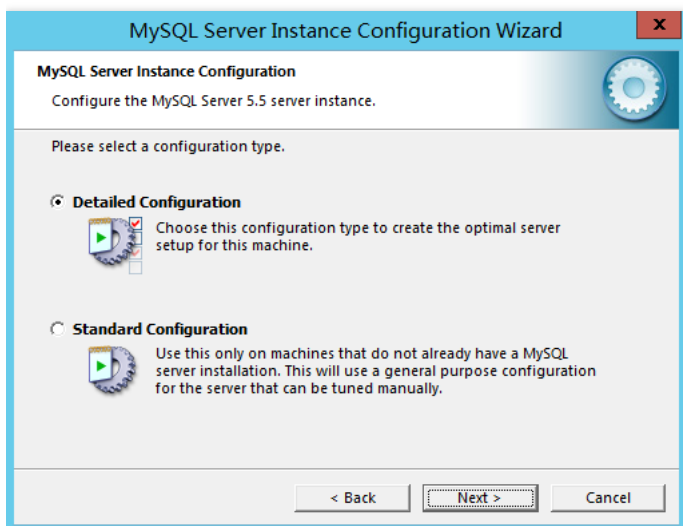 MySQL Server Instance Configuration Wizard
x
MySQL Server Instance Configuration
Configure the MySQL Server 5.5 server instance.
Please select a configuration type.
Detailed Configuration
Choose this configuration type to create the optimal server
setup for this machine.
Standard Configuration
Use this only on machines that do not already have a MySQL
server installation. This will use a general purpose configuration
for the server that can be tuned manually.
< Back
Next >
Cancel